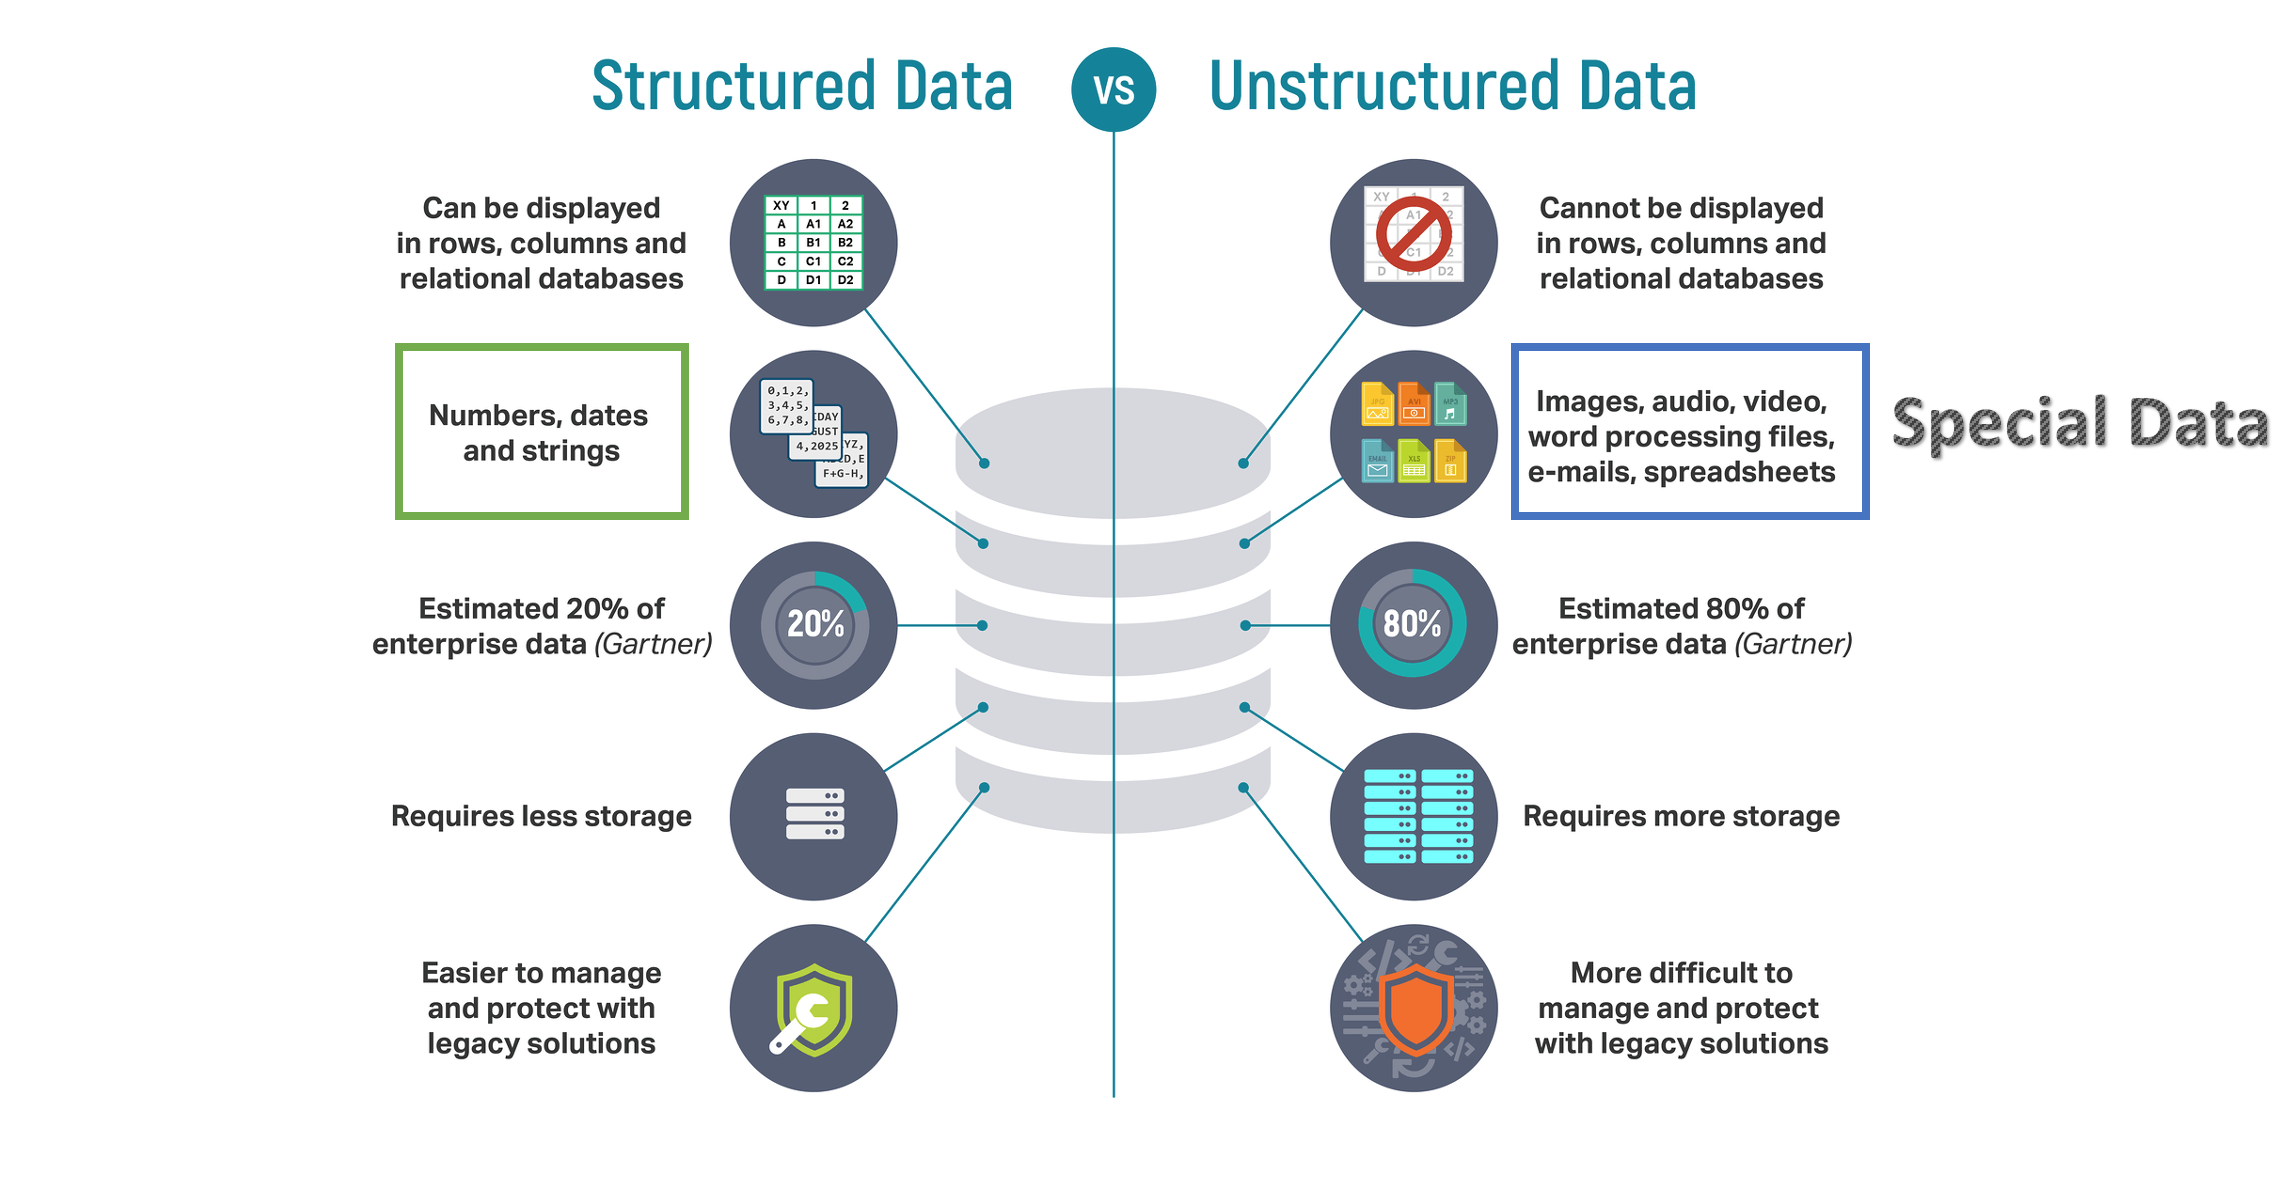 Structured Data
VS
Unstructured Data
Can be displayed
in rows, columns and
relational databases
XY 1 2
A A1 A2
B B1 B2
C C1 C2
D D1 D2
XY 1 2
A1 2
C1 2
D D1 D2
Cannot be displayed
in rows, columns and
relational databases
Numbers, dates
and strings
0,1,2,
3,4,5,
6,7,8,
4,2025
F+G-H,
JPG
AVI
MP3
EMAIL
XLS
ZIP
Images, audio, video,
word processing files,
e-mails, spreadsheets
Special Data
Estimated 20% of
enterprise data (Gartner)
20%
80%
Estimated 80% of
enterprise data (Gartner)
Requires less storage
Requires more storage
Easier to manage
and protect with
legacy solutions
More difficult to
manage and protect
with legacy solutions